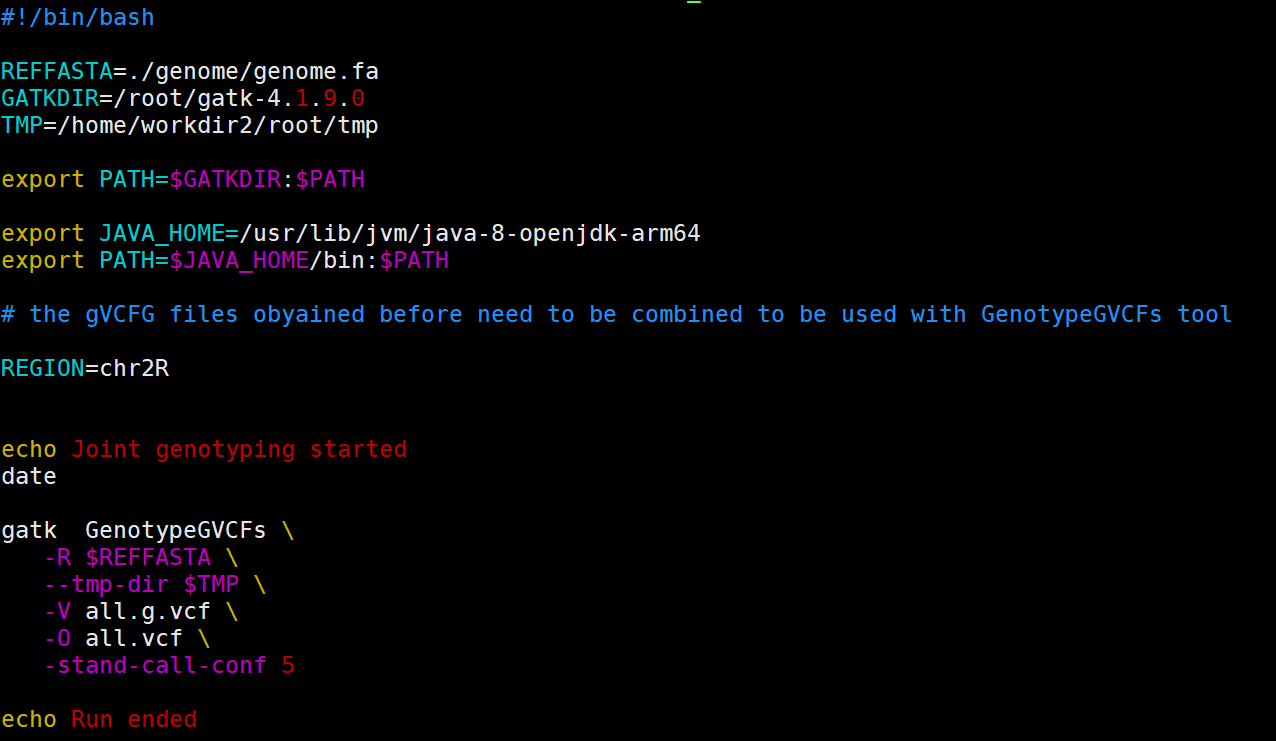 #!/bin/bash
REFFASTA=./genome/genome.fa
GATKDIR=/root/gatk-4.1.9.0
TMP=/home/workdir2/root/tmp
export PATH=$GATKDIR:$PATH
export JAVA_HOME=/usr/lib/jvm/java-8-openjdk-arm64
export PATH=$JAVA_HOME/bin:$PATH
# the gVCFG files obyained before need to be combined to be used with GenotypeGVCFs tool
REGION=chr2R
echo Joint genotyping started
date
gatk  GenotypeGVCFs \
   -R $REFFASTA \
   --tmp-dir $TMP \
   -V all.g.vcf \
   -O all.vcf \
   -stand-call-conf 5
echo Run ended